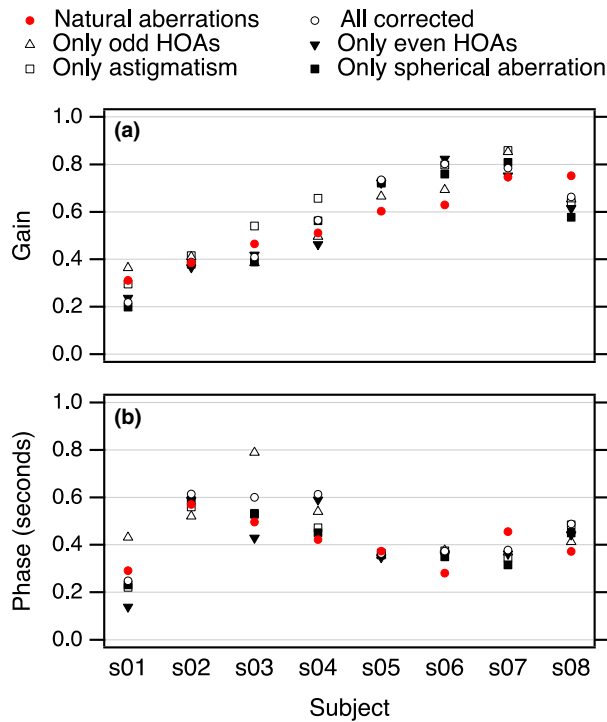 Natural aberrations All corrected
Only odd HOAs Only even HOAs
Only astigmatism Only spherical aberration
(a)
1.0
0.8
0.6
0.4
0.2
0.0
Gain
(b)
1.0
0.8
0.6
0.4
0.2
0.0
Phase (seconds)
s01 s02 s03 s04 s05 s06 s07 s08
Subject